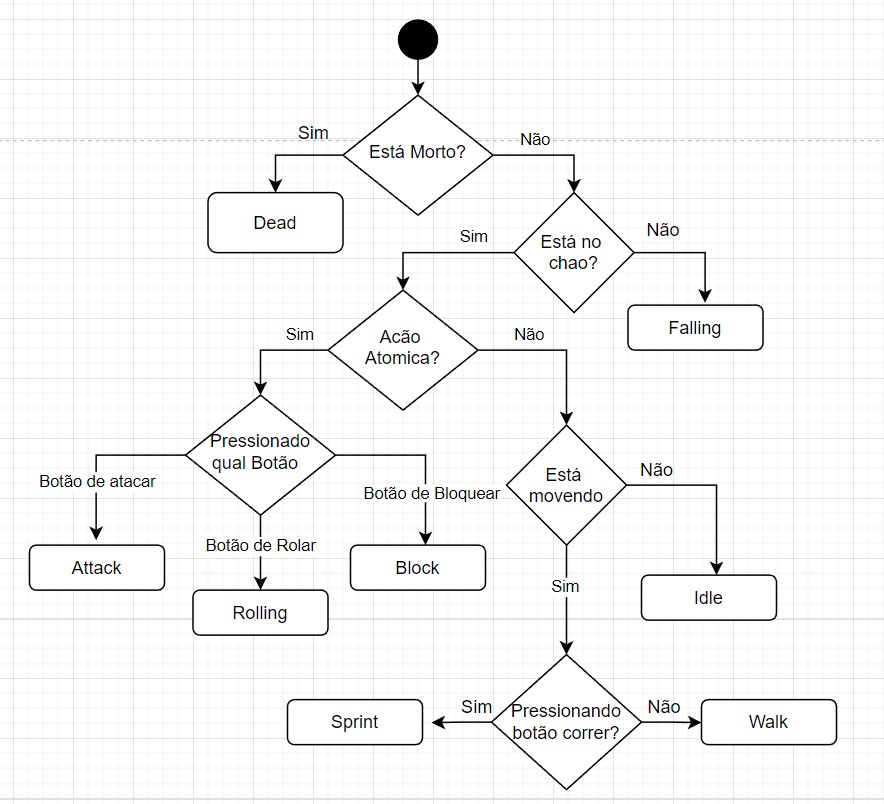 Sim
Está Morto?
Não
Dead
Sim
Está no
chao?
Não
Falling
Sim
Acão
Atomica?
Não
Pressionado
qual Botão
Botão de atacar
Botão de Bloquear
Está
movendo
Não
Botão de Rolar
Attack
Block
Rolling
Sim
Idle
Sprint
Sim
Pressionando
botão correr?
Não
Walk